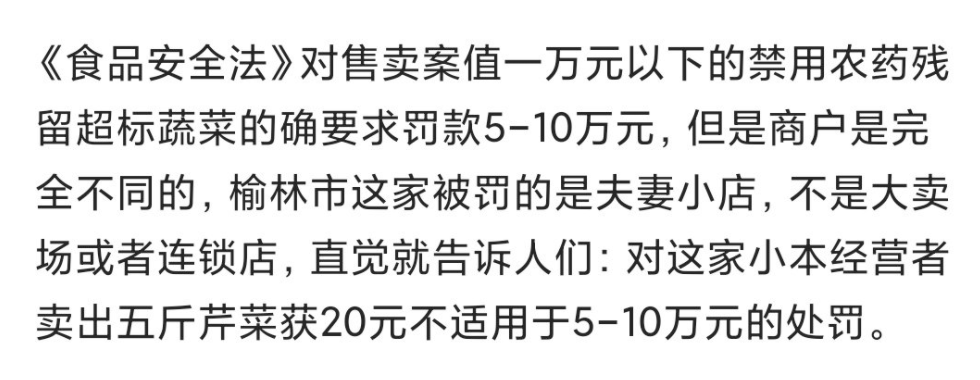 《食品安全法》对售卖案值一万元以下的禁用农药残
留超标蔬菜的确要求罚款5-10万元，但是商户是完
全不同的，榆林市这家被罚的是夫妻小店，不是大卖
场或者连锁店，直觉就告诉人们：对这家小本经营者
卖出五斤芹菜获20元不适用于5-10万元的处罚。